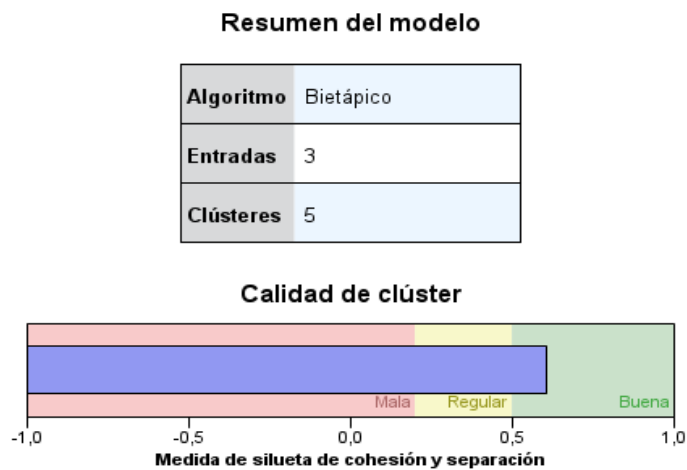 Resumen del modelo
Algoritmo Bietápico
Entradas 3
Clústeres 5
Calidad de clúster
Mala Regular Buena
-1,0 -0,5 0,0 0,5 1,0
Medida de silueta de cohesión y separación